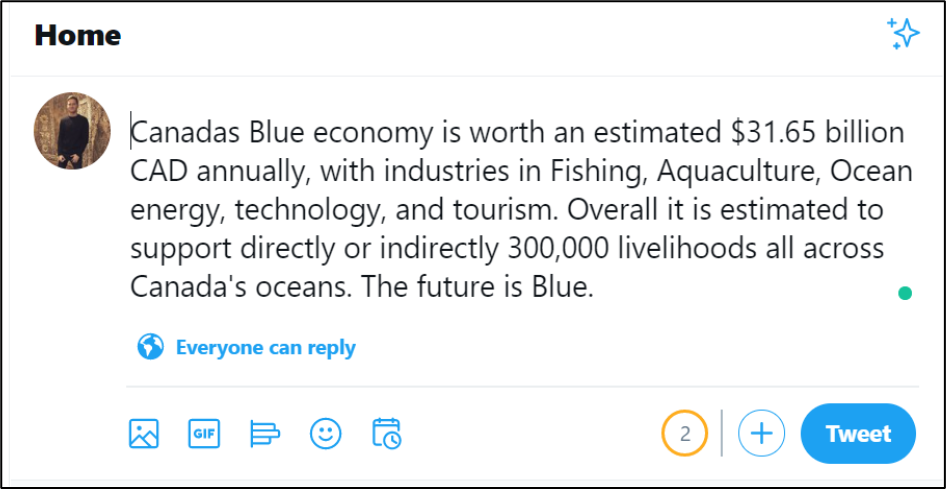 Home
Canadas Blue economy is worth an estimated $31.65 billion
CAD annually, with industries in Fishing, Aquaculture, Ocean
energy, technology, and tourism. Overall it is estimated to
support directly or indirectly 300,000 livelihoods all across
Canada's oceans. The future is Blue.
Everyone can reply
GIF 2 Tweet